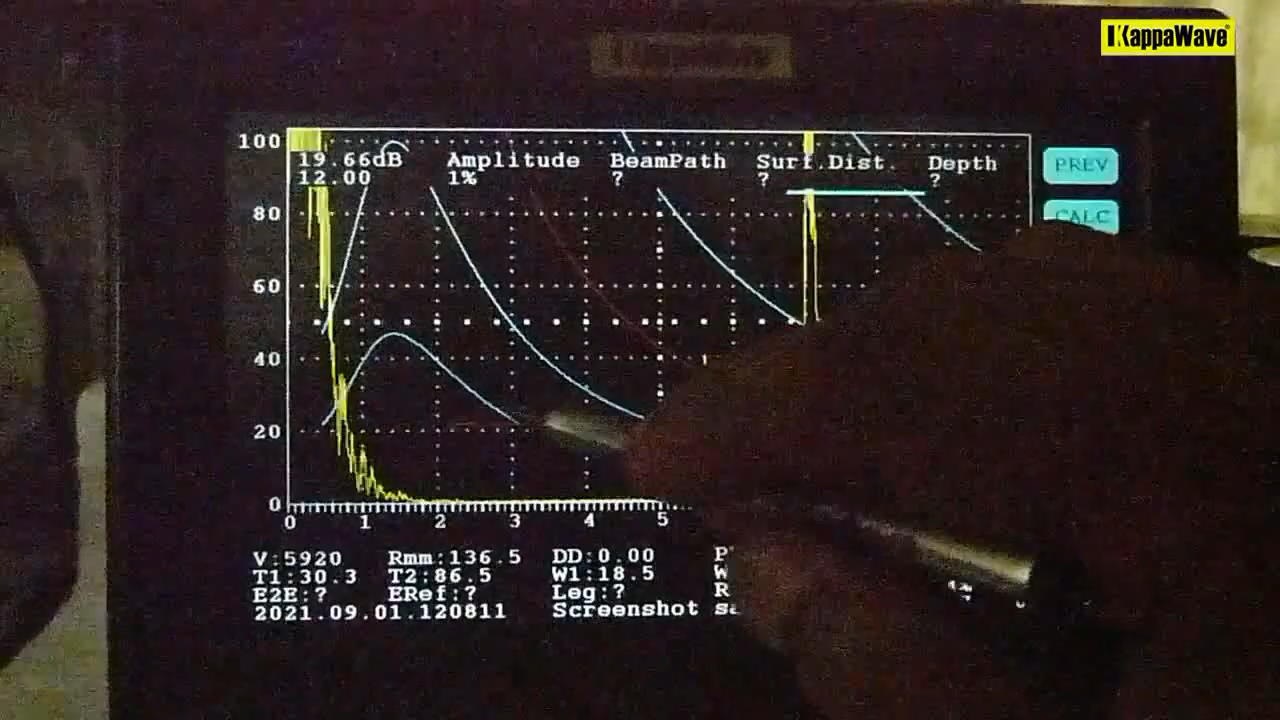 KappaWave®
100
19.66dB Amplitude BeamPath Surf.Dist. Depth
12.00 1% ? ? ?
PREV
80
CALC
60
40
20
0
0 1 2 3 4 5
V:5920 Rmm:136.5 DD:0.00
T1:30.3 T2:86.5 W1:18.5
E2E:? ERef:? Leg:?
2021.09.01.120811 Screenshot